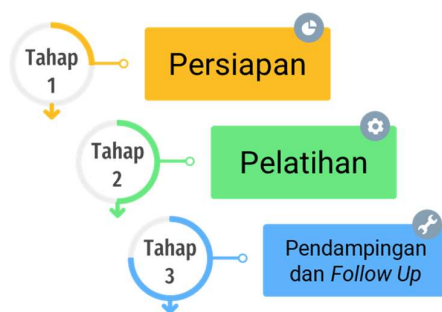 Tahap
1
Persiapan
Tahap
2
Pelatihan
Tahap
3
Pendampingan
dan Follow Up